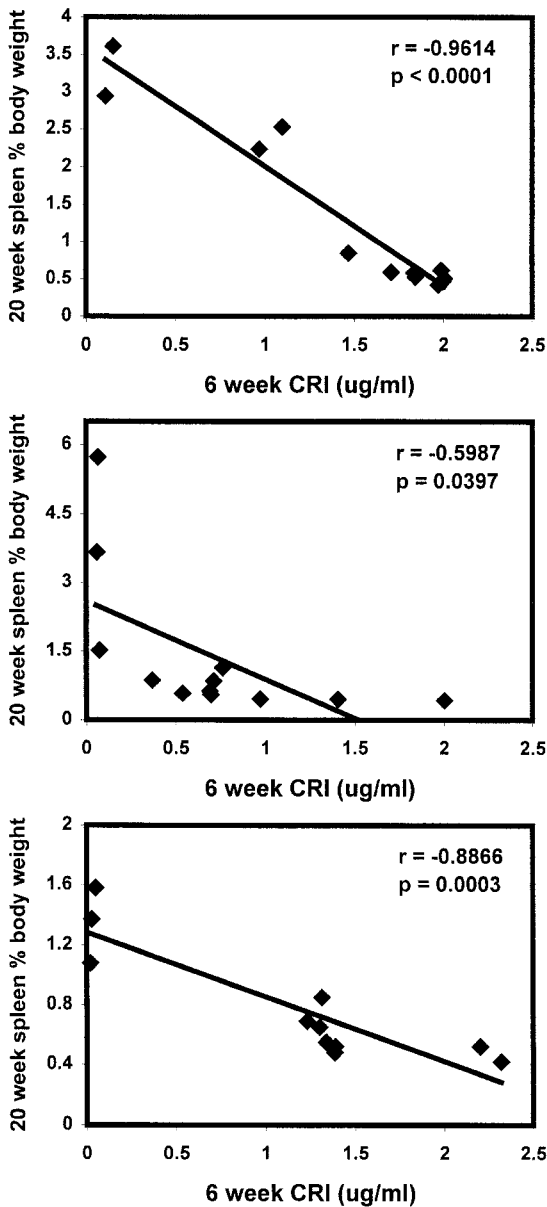 20 week spleen % body weight
4
3.5
3
2.5
2
1.5
1
0.5
0
r = -0.9614
p < 0.0001
0 0.5 1 1.5 2 2.5
6 week CRI (ug/ml)
20 week spleen % body weight
6
4.5
3
1.5
0
r = -0.5987
p = 0.0397
0 0.5 1 1.5 2 2.5
6 week CRI (ug/ml)
20 week spleen % body weight
2
1.6
1.2
0.8
0.4
0
r = -0.8866
p = 0.0003
0 0.5 1 1.5 2 2.5
6 week CRI (ug/ml)